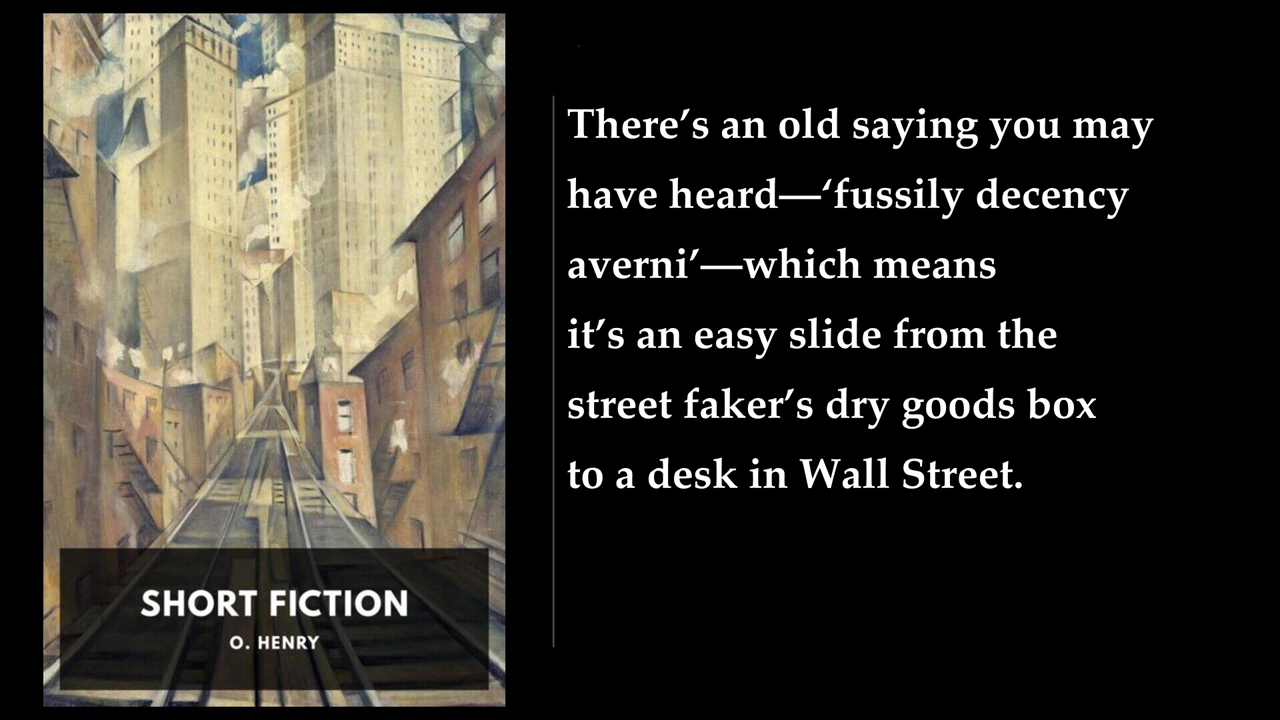 There’s an old saying you may
have heard—‘fussily decency
averni’—which means
it’s an easy slide from the
street faker’s dry goods box
to a desk in Wall Street.
SHORT FICTION
O. HENRY